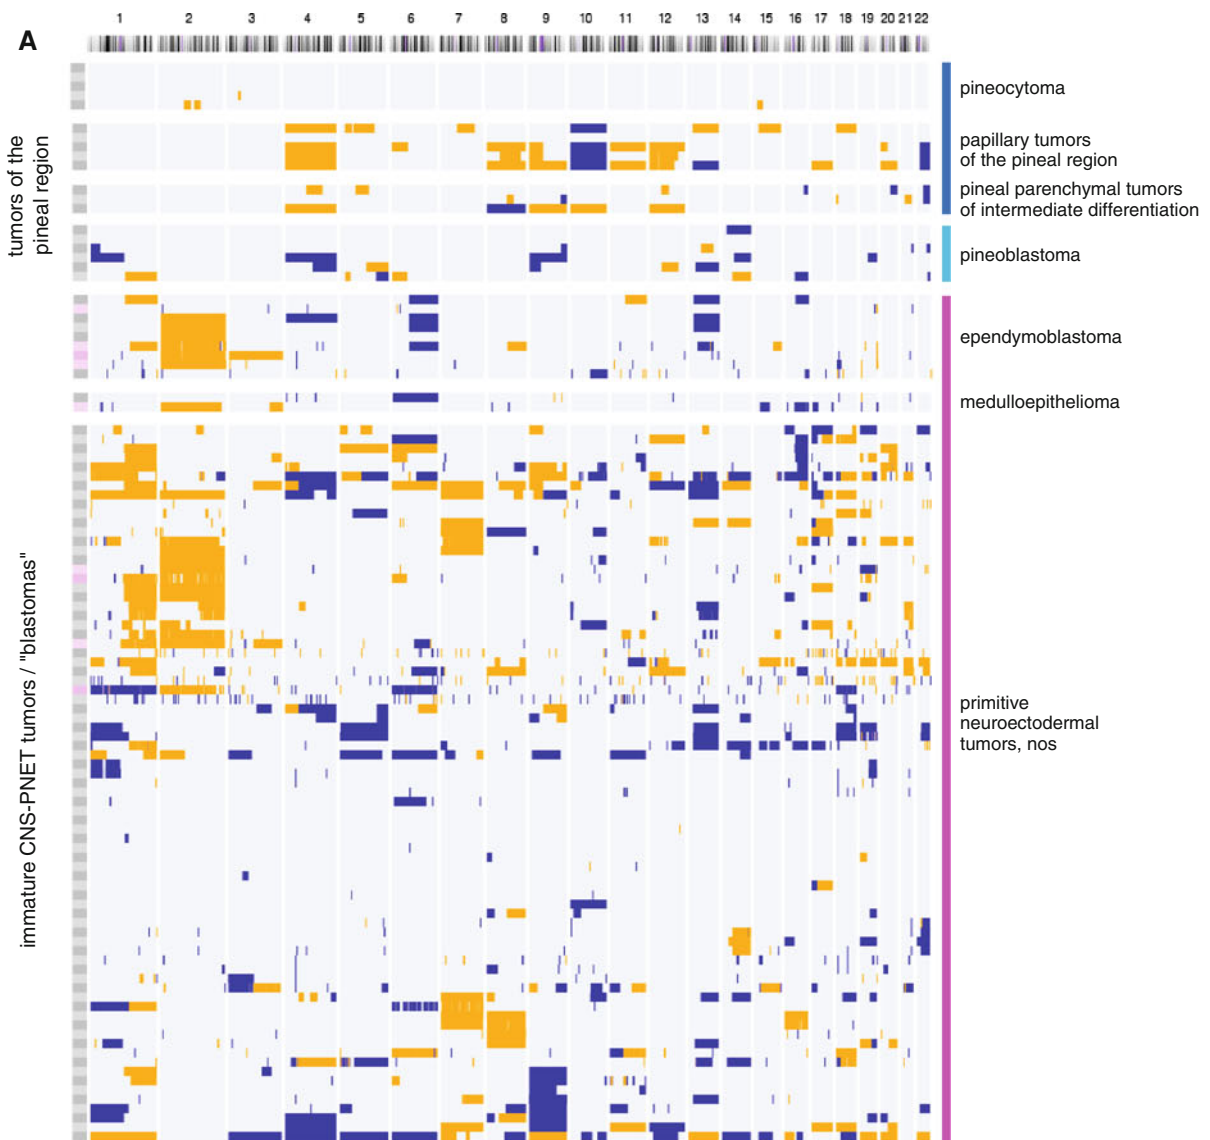 1 2 3 4 5 6 7 8 9 10 11 12 13 14 15 16 17 18 19 20 21 22
A
tumors of the
pineal region
pineocytoma
papillary tumors
of the pineal region
pineal parenchymal tumors
of intermediate differentiation
pineoblastoma
immature CNS-PNET tumors / "blastomas"
ependymoblastoma
medulloepithelioma
primitive
neuroectodermal
tumors, nos